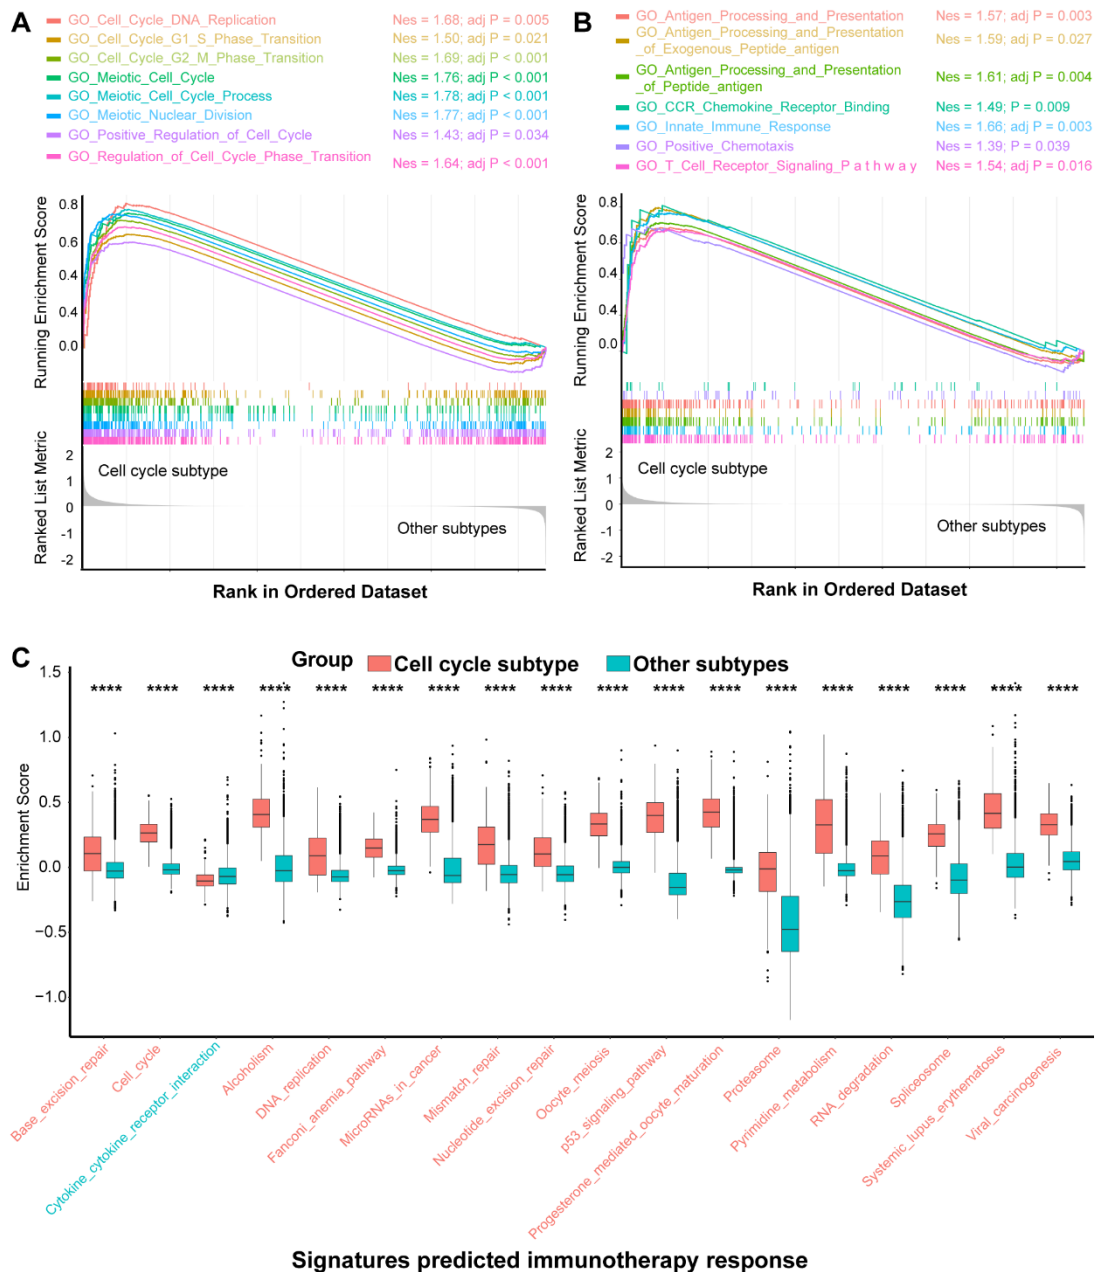 A
GO_Cell_Cycle_DNA_Replication Nes = 1.68; adj P = 0.005
GO_Cell_Cycle_G1_S_Phase_Transition Nes = 1.50; adj P = 0.021
GO_Cell_Cycle_G2_M_Phase_Transition Nes = 1.69; adj P < 0.001
GO_Meiotic_Cell_Cycle Nes = 1.76; adj P < 0.001
GO_Meiotic_Cell_Cycle_Process Nes = 1.78; adj P < 0.001
GO_Meiotic_Nuclear_Division Nes = 1.77; adj P < 0.001
GO_Positive_Regulation_of_Cell_Cycle Nes = 1.43; adj P = 0.034
GO_Regulation_of_Cell_Cycle_Phase_Transition Nes = 1.64; adj P < 0.001
Running Enrichment Score
0.8
0.6
0.4
0.4
0.0
Ranked List Metric
2
1
0
-1
-2
Cell cycle subtype
Other subtypes
Rank in Ordered Dataset
B
GO_Antigen_Processing_and_Presentation Nes = 1.57; adj P = 0.003
GO_Antigen_Processing_and_Presentation
_of_Exogenous_Peptide_antigen Nes = 1.59; adj P = 0.027
GO_Antigen_Processing_and_Presentation
_of_Peptide_antigen Nes = 1.61; adj P = 0.004
GO_CCR_Chemokine_Receptor_Binding Nes = 1.49; P = 0.009
GO_Innate_Immune_Response Nes = 1.66; adj P = 0.003
GO_Positive_Chemotaxis Nes = 1.39; P = 0.039
GO_T_Cell_Receptor_Signaling_P a t h w a y Nes = 1.54; adj P = 0.016
Running Enrichment Score
0.8
0.6
0.4
0.4
0.0
Ranked List Metric
2
1
0
-1
-2
Cell cycle subtype
Other subtypes
Rank in Ordered Dataset
C
Group Cell cycle subtype Other subtypes
Enrichment Score
1.5
1.0
0.5
0.0
−0.5
−1.0
**** **** **** **** **** **** **** **** **** **** **** **** **** **** **** **** **** ****
Base_excision_repair
Cell_cycle
Cytokine_cytokine_receptor_interaction
Alcoholism
DNA_replication
Fanconi_anemia_pathway
MicroRNAs_in_cancer
Mismatch_repair
Nucleotide_excision_repair
Oocyte_meiosis
p53_signaling_pathway
Progesterone_mediated_oocyte_maturation
Proteasome
Pyrimidine_metabolism
RNA_degradation
Spliceosome
Systemic_lupus_erythematosus
Viral_carcinogenesis
Signatures predicted immunotherapy response